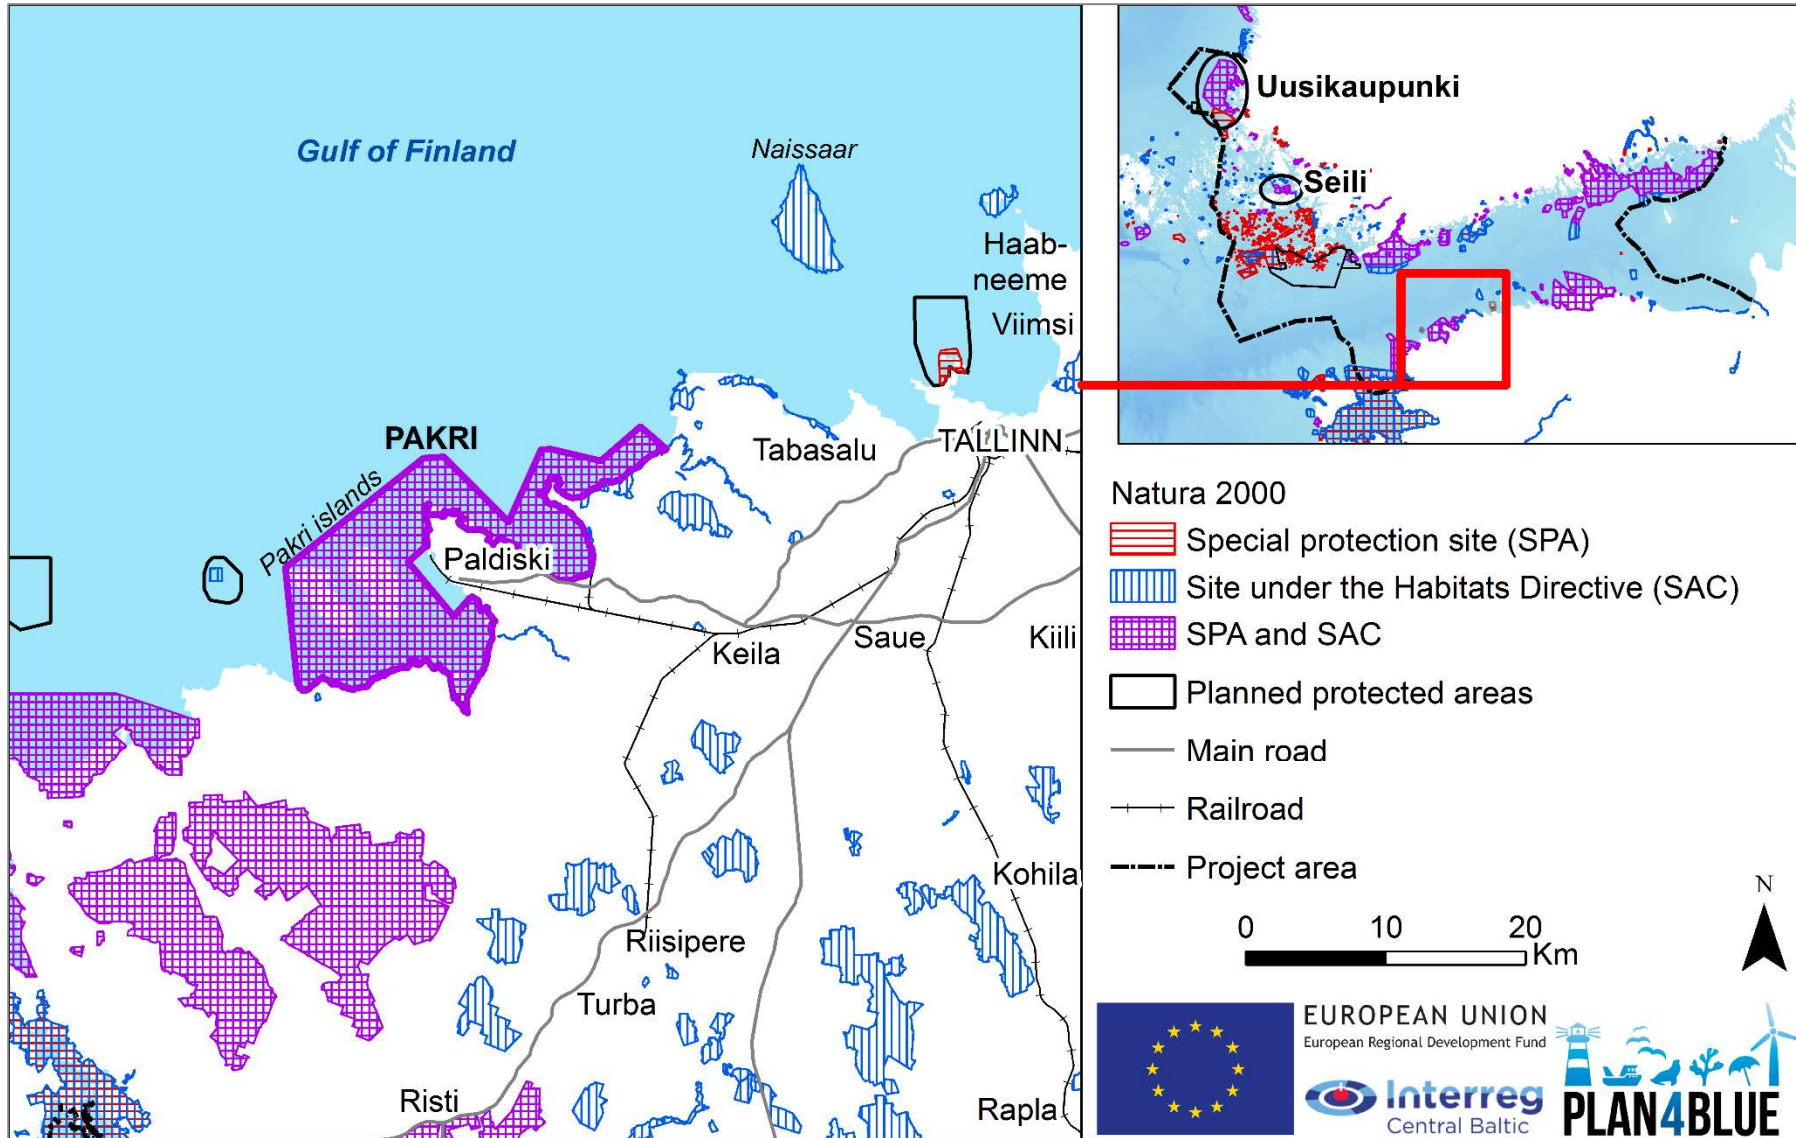 Gulf of Finland
Naissaar
Haab-
neeme
Viimsi
PAKRI
Tabasalu
TALLINN
Pakri islands
Paldiski
Keila
Saue
Kiili
Kohila
Riisipere
Turba
Risti
Rapla
Uusikaupunki
Seili
Natura 2000
Special protection site (SPA)
Site under the Habitats Directive (SAC)
SPA and SAC
Planned protected areas
Main road
Railroad
Project area
N
0 10 20
Km
EUROPEAN UNION
European Regional Development Fund
Interreg
Central Baltic
PLAN4BLUE